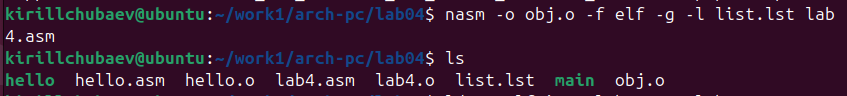 kirillchubaev@ubuntu:~/work1/arch-pc/lab04$ nasm -o obj.o -f elf -g -l list.lst lab
4.asm
kirillchubaev@ubuntu:~/work1/arch-pc/lab04$ ls
hello  hello.asm  hello.o  lab4.asm  lab4.o  list.lst  main  obj.o